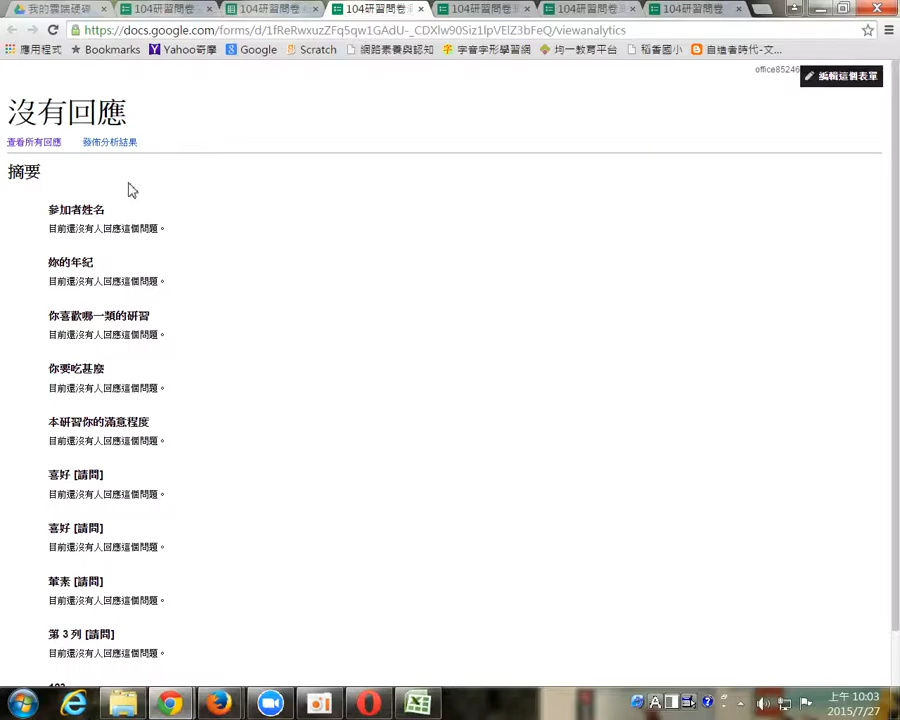 我的雲端硬碟
104研習問卷 -
104研習問卷
104研習問卷
104研習問卷
104研習問卷
104研習問卷
https://docs.google.com/forms/d/1fReRwxuzZFq5qw1GAdU-_CDXlw90Siz1IpVElZ3bFeQ/viewanalytics
應用程式
Bookmarks
Yahoo奇摩
Google
Scratch
網路素養與認知
字音字形學習網
均一教育平台
稻香國小
自造者時代-文...
office85246
編輯這個表單
沒有回應
查看所有回應
發佈分析結果
摘要
參加者姓名
目前還沒有人回應這個問題。
妳的年紀
目前還沒有人回應這個問題。
你喜歡哪一類的研習
目前還沒有人回應這個問題。
你要吃甚麼
目前還沒有人回應這個問題。
本研習你的滿意程度
目前還沒有人回應這個問題。
喜好 [請問]
目前還沒有人回應這個問題。
喜好 [請問]
目前還沒有人回應這個問題。
葷素 [請問]
目前還沒有人回應這個問題。
第 3 列 [請問]
目前還沒有人回應這個問題。
上午 10:03
2015/7/27